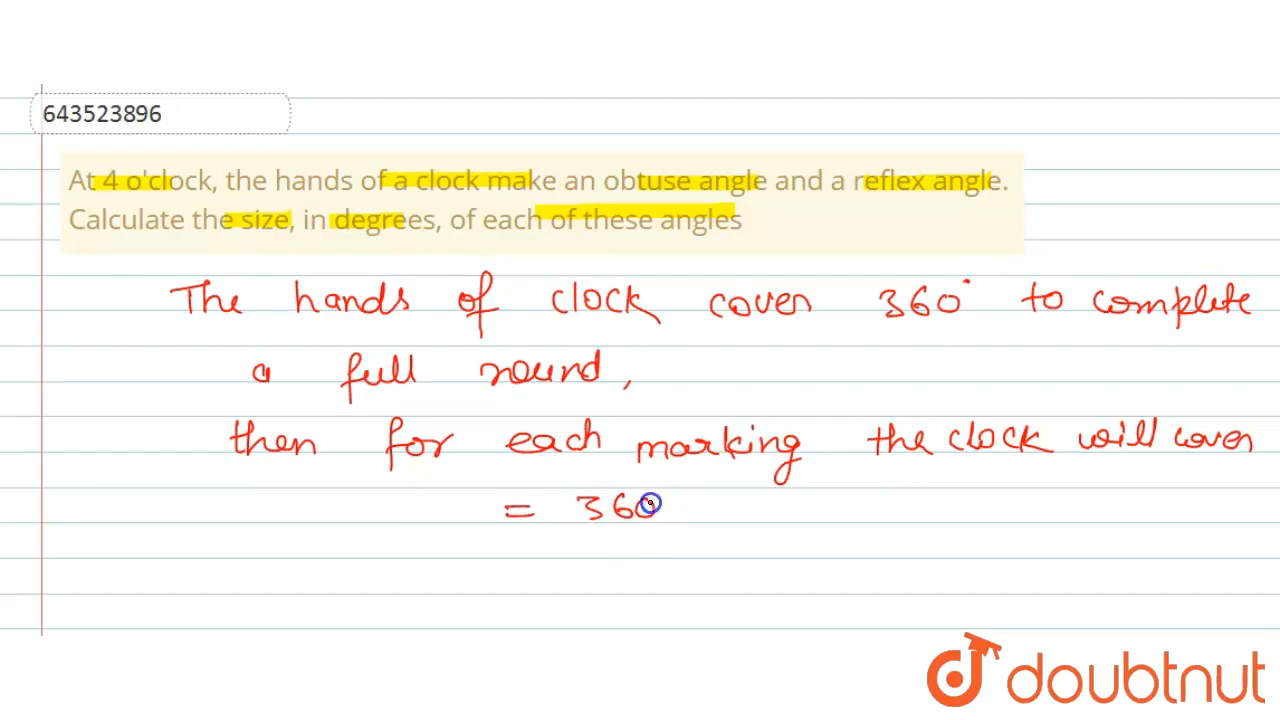 643523896
At 4 o'clock, the hands of a clock make an obtuse angle and a reflex angle.
Calculate the size, in degrees, of each of these angles
The hands of clock cover 360° to complete
a full round,
then for each marking the clock will cover
= 360
doubtnut